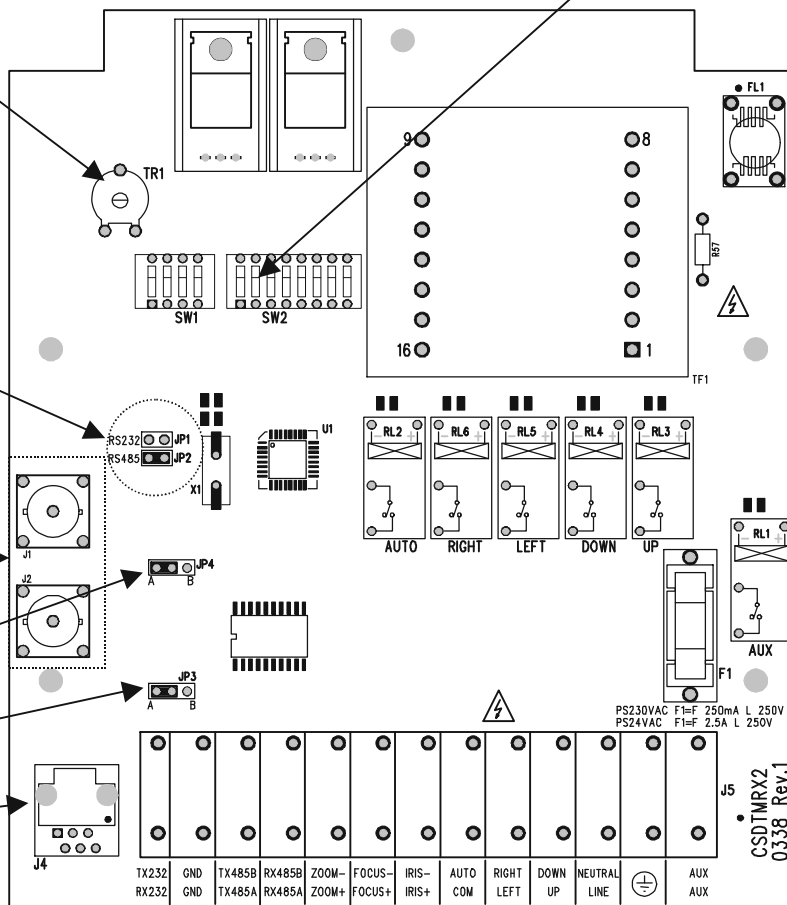 FL1
TR1
9
8
R57
SW1
SW2
16
1
TF1
RS232
JP1
RS485
JP2
U1
X1
RL2
- +
RL6
- +
RL5
- +
RL4
- +
RL3
- +
AUTO
RIGHT
LEFT
DOWN
UP
RL1
- +
AUX
J1
J2
JP4
A B
JP3
A B
F1
PS230VAC F1=F 250mA L 250V
PS24VAC F1=F 2.5A L 250V
J5
CSDTMRX2
0338 Rev.1
J4
TX232 GND TX485B RX485B ZOOM- FOCUS- IRIS- AUTO RIGHT DOWN NEUTRAL AUX
RX232 GND TX485A RX485A ZOOM+ FOCUS+ IRIS+ COM LEFT UP LINE AUX